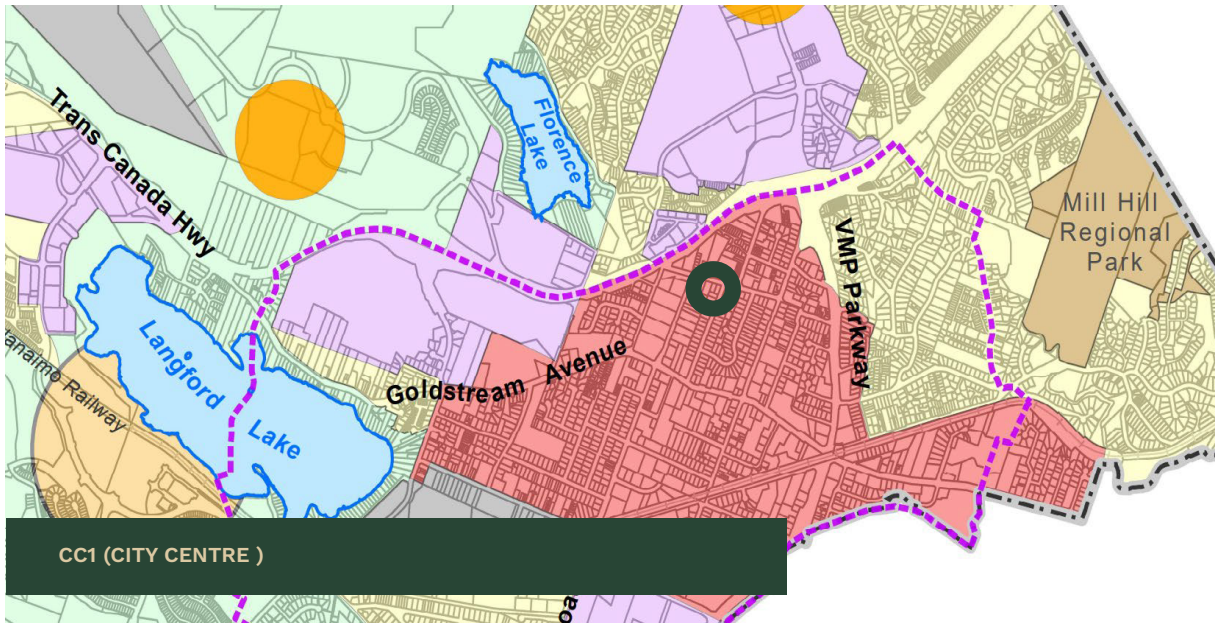 Trans Canada Hwy
Florence
Lake
Mill Hill
Regional
Park
VMP Parkway
Langford
Lake
Goldstream Avenue
Railway
CC1 (CITY CENTRE )